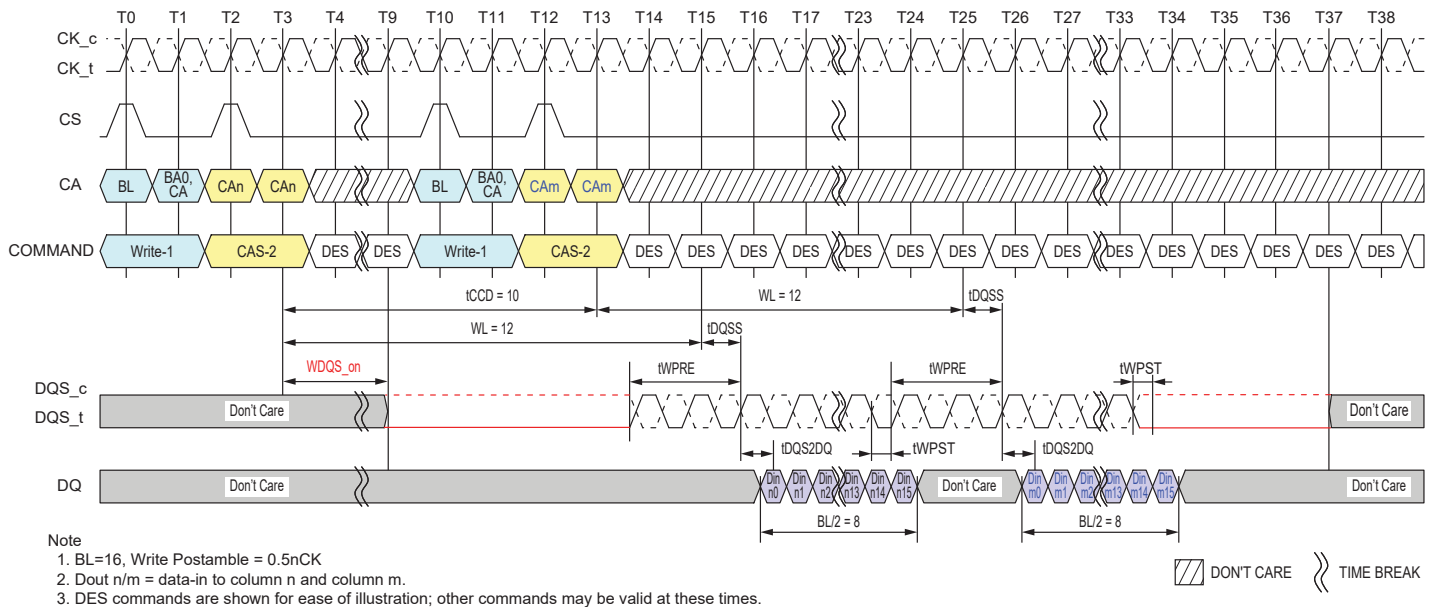 T0 T1 T2 T3 T4 T9 T10 T11 T12 T13 T14 T15 T16 T17 T23 T24 T25 T26 T27 T33 T34 T35 T36 T37 T38
CK_c
CK_t
CS
CA BL BA0, CA CAn CAn BL BA0, CA CAm CAm
COMMAND Write-1 CAS-2 DES DES Write-1 CAS-2 DES DES DES DES DES DES DES DES DES DES DES DES DES DES DES
tCCD = 10 WL = 12 tDQSS
WL = 12 tDQSS
WDQS_on tWPRE tWPRE tWPST
DQS_c
DQS_t Don't Care Don't Care
tDQS2DQ tWPST tDQS2DQ
DQ Don't Care Din n0 Din n1 Din n2 Din n13 Din n14 Din n15 Don't Care Din m0 Din m1 Din m2 Din m13 Din m14 Din m15 Don't Care
BL/2 = 8 BL/2 = 8
Note
1. BL=16, Write Postamble = 0.5nCK
2. Dout n/m = data-in to column n and column m.
3. DES commands are shown for ease of illustration; other commands may be valid at these times.
DON'T CARE TIME BREAK